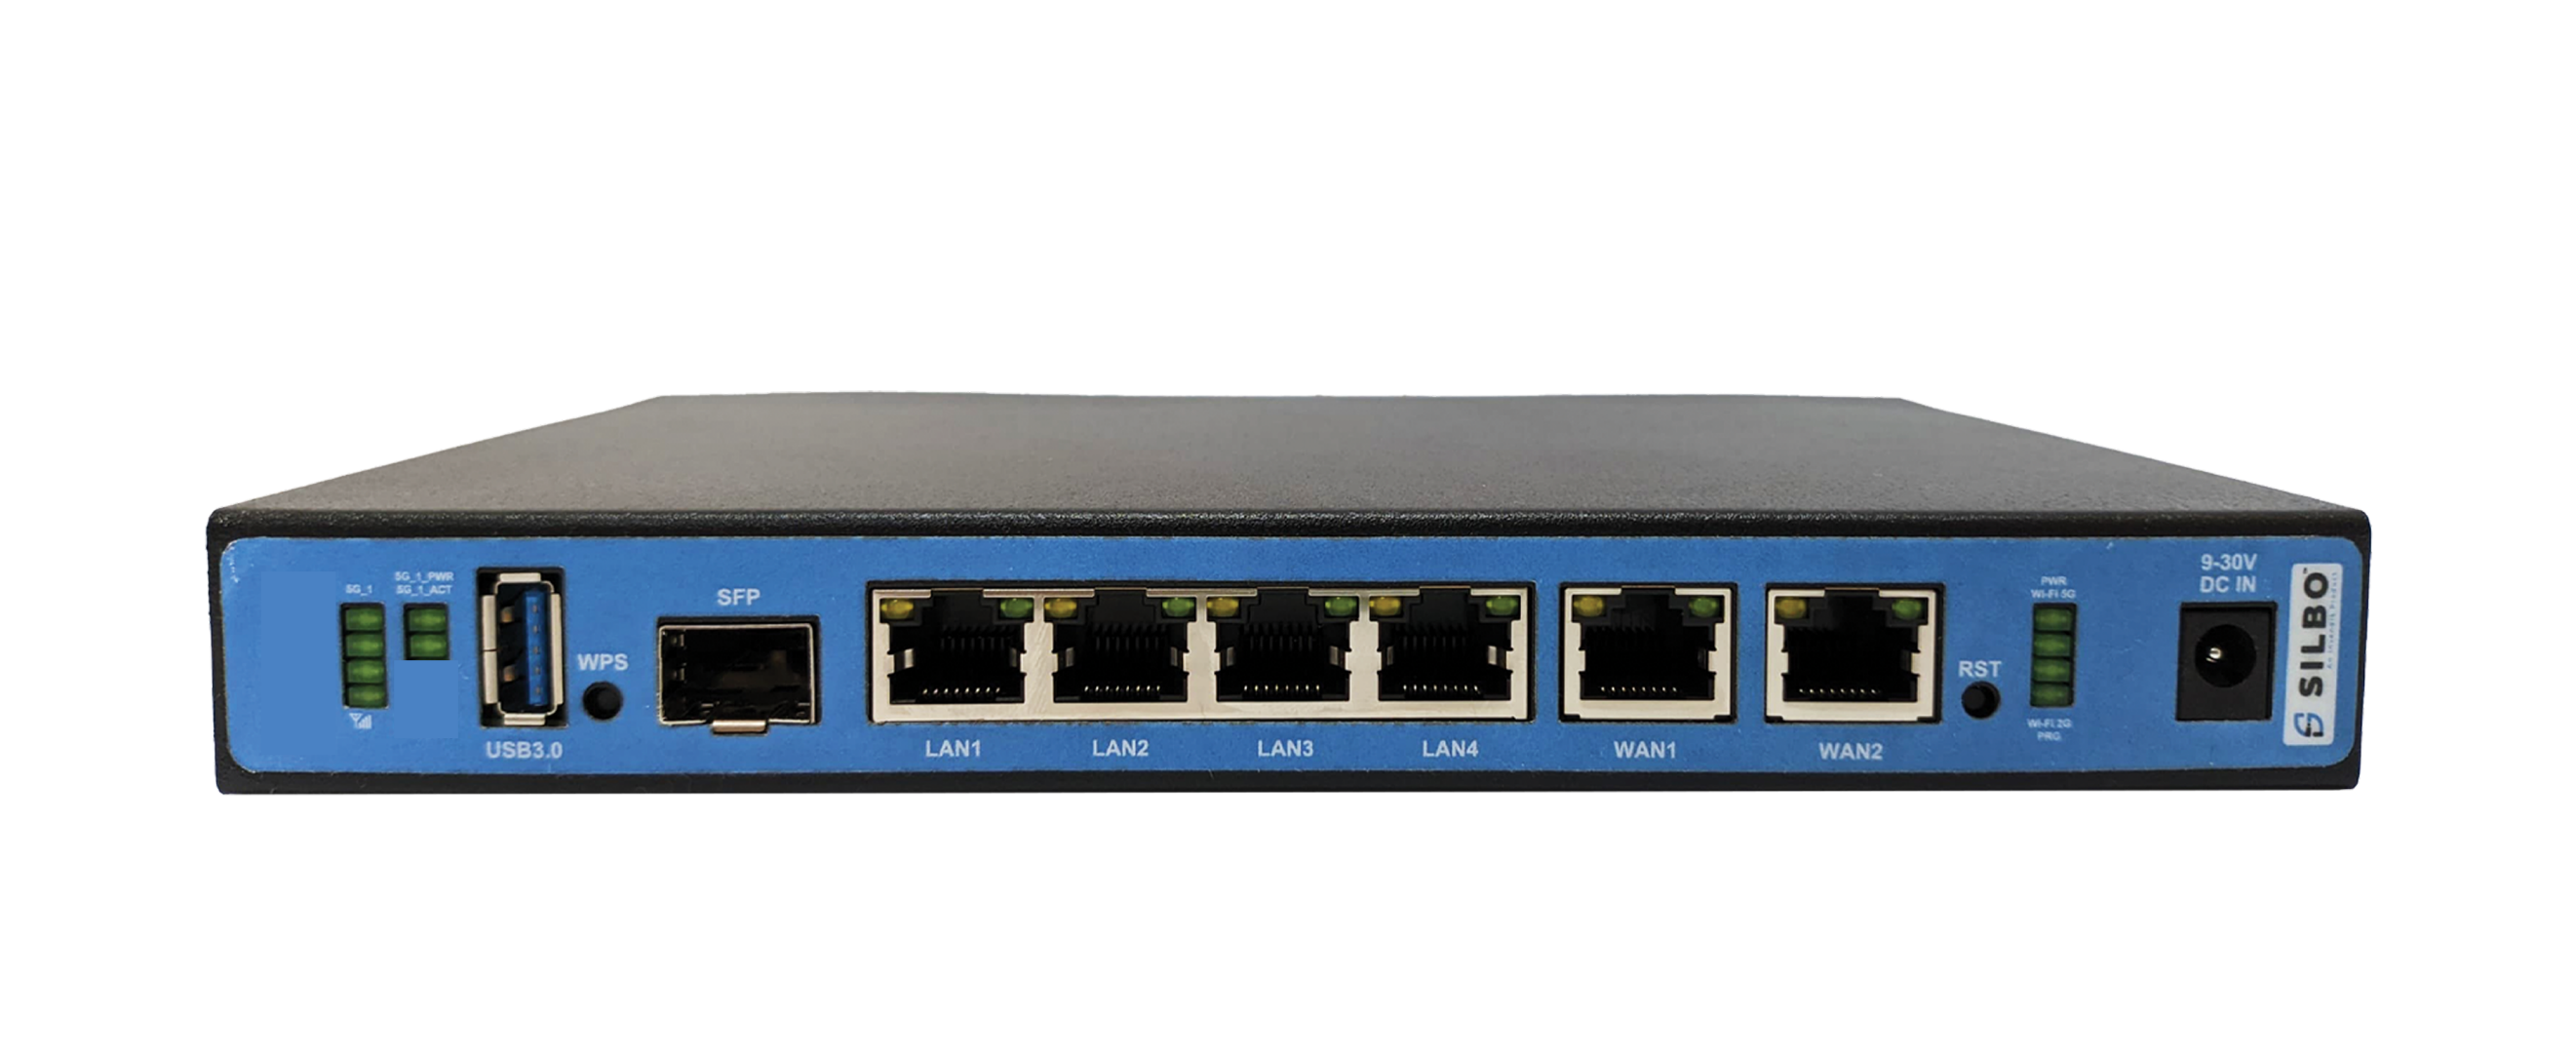 5G_1
5G_1_PWR
5G_1_ACT
USB3.0
WPS
SFP
LAN1
LAN2
LAN3
LAN4
WAN1
WAN2
RST
PWR
Wi-Fi 5G
Wi-Fi 2G
PRG
9-30V
DC IN
SILBO